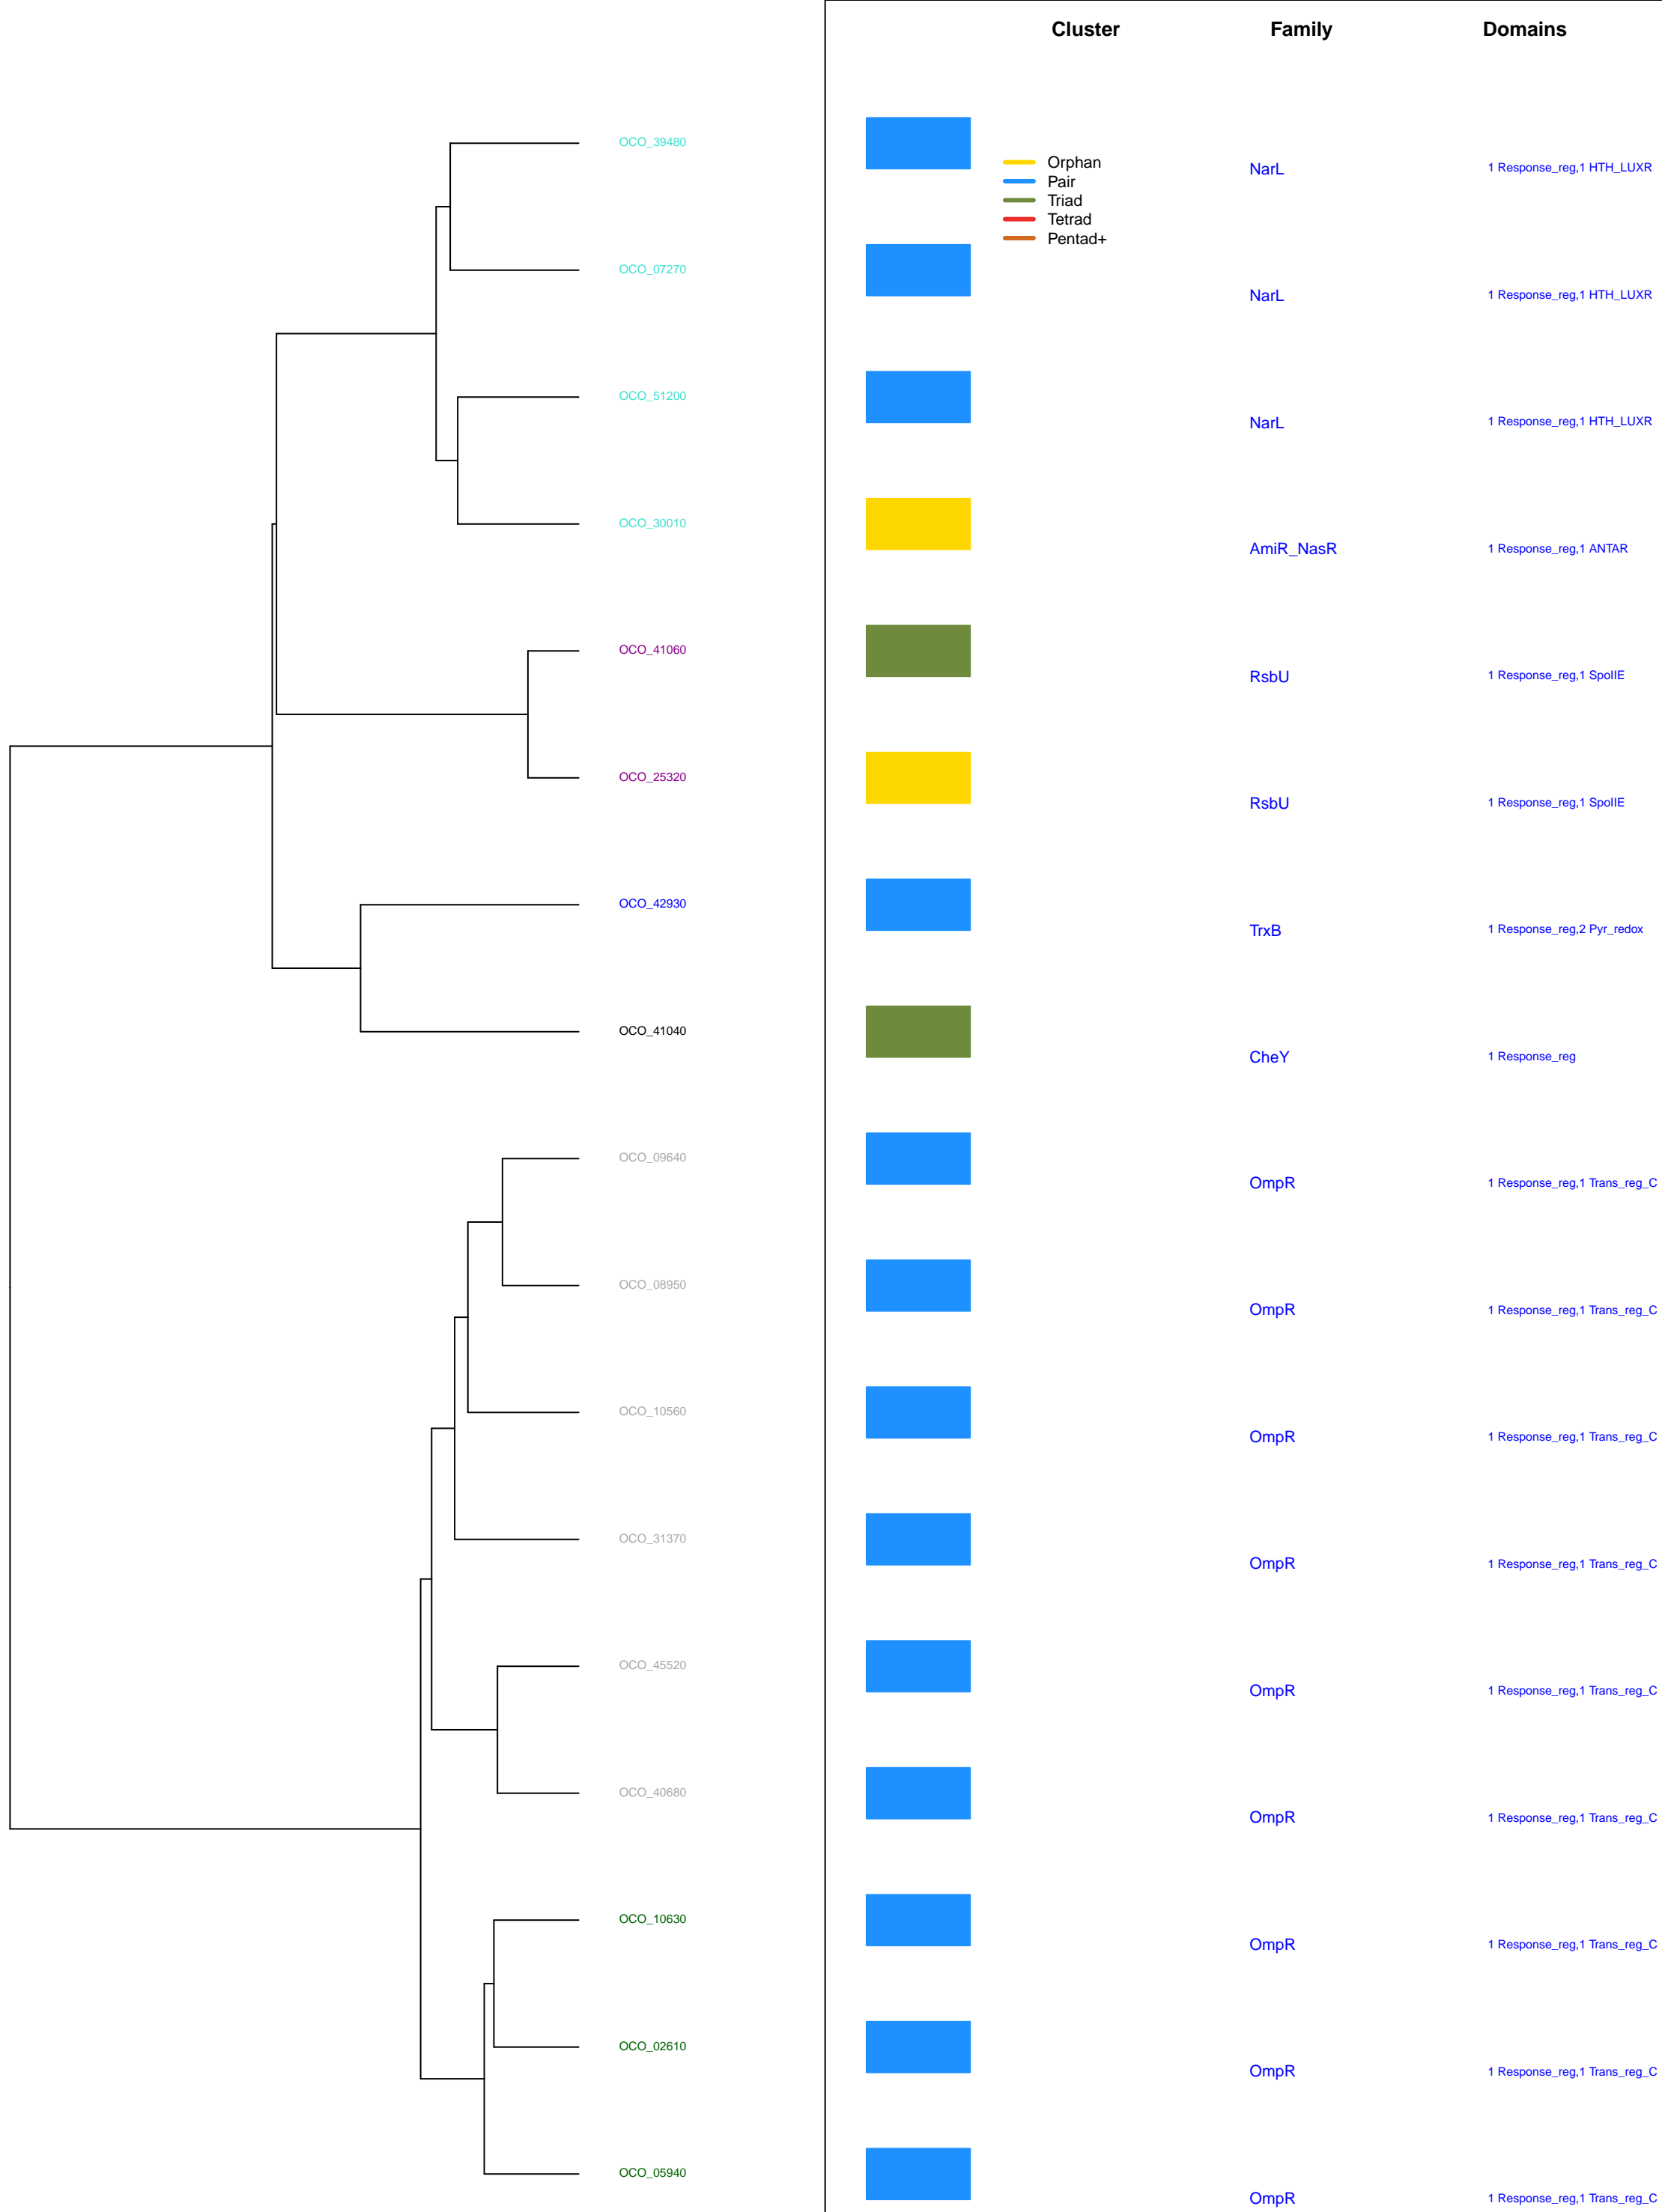 Cluster Family Domains
OCO_39480
Orphan
NarL 1 Response_reg,1 HTH_LUXR
Pair
Triad
Tetrad
Pentad+
OCO_07270
NarL 1 Response_reg,1 HTH_LUXR
OCO_51200
NarL 1 Response_reg,1 HTH_LUXR
OCO_30010
AmiR_NasR 1 Response_reg,1 ANTAR
OCO_41060
RsbU 1 Response_reg,1 SpoIIE
OCO_25320
RsbU 1 Response_reg,1 SpoIIE
OCO_42930
TrxB 1 Response_reg,2 Pyr_redox
OCO_41040
CheY 1 Response_reg
OCO_09640
OmpR 1 Response_reg,1 Trans_reg_C
OCO_08950
OmpR 1 Response_reg,1 Trans_reg_C
OCO_10560
OmpR 1 Response_reg,1 Trans_reg_C
OCO_31370
OmpR 1 Response_reg,1 Trans_reg_C
OCO_45520
OmpR 1 Response_reg,1 Trans_reg_C
OCO_40680
OmpR 1 Response_reg,1 Trans_reg_C
OCO_10630
OmpR 1 Response_reg,1 Trans_reg_C
OCO_02610
OmpR 1 Response_reg,1 Trans_reg_C
OCO_05940
OmpR 1 Response_reg,1 Trans_reg_C